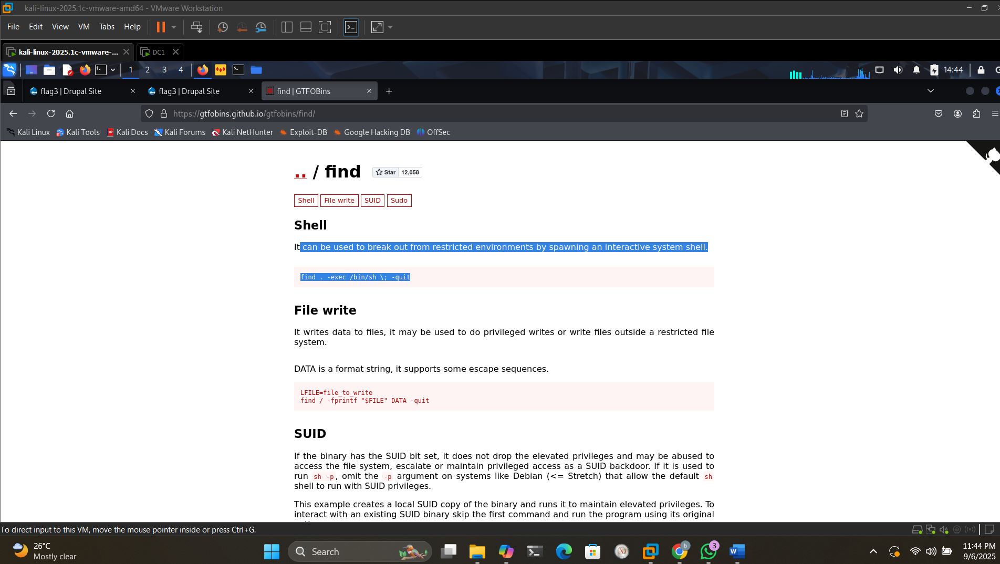 kali-linux-2025.1c-vmware-amd64 - VMware Workstation
File Edit View VM Tabs Help
kali-linux-2025.1c-vmware-... DC1
1 2 3 4 14:44
flag3 | Drupal Site flag3 | Drupal Site find | GTFOBins
https://gtfobins.github.io/gtfobins/find/
Kali Linux Kali Tools Kali Docs Kali Forums Kali NetHunter Exploit-DB Google Hacking DB OffSec
.. / find Star 12,058
Shell File write SUID Sudo
Shell
It can be used to break out from restricted environments by spawning an interactive system shell.
find . -exec /bin/sh \; -quit
File write
It writes data to files, it may be used to do privileged writes or write files outside a restricted file
system.
DATA is a format string, it supports some escape sequences.
LFILE=file_to_write
find / -fprintf "$FILE" DATA -quit
SUID
If the binary has the SUID bit set, it does not drop the elevated privileges and may be abused to
access the file system, escalate or maintain privileged access as a SUID backdoor. If it is used to
run sh -p, omit the -p argument on systems like Debian (<= Stretch) that allow the default sh
shell to run with SUID privileges.
This example creates a local SUID copy of the binary and runs it to maintain elevated privileges. To
interact with an existing SUID binary skip the first command and run the program using its original
To direct input to this VM, move the mouse pointer inside or press Ctrl+G.
26°C
Mostly clear
Search
b
3
11:44 PM
9/6/2025